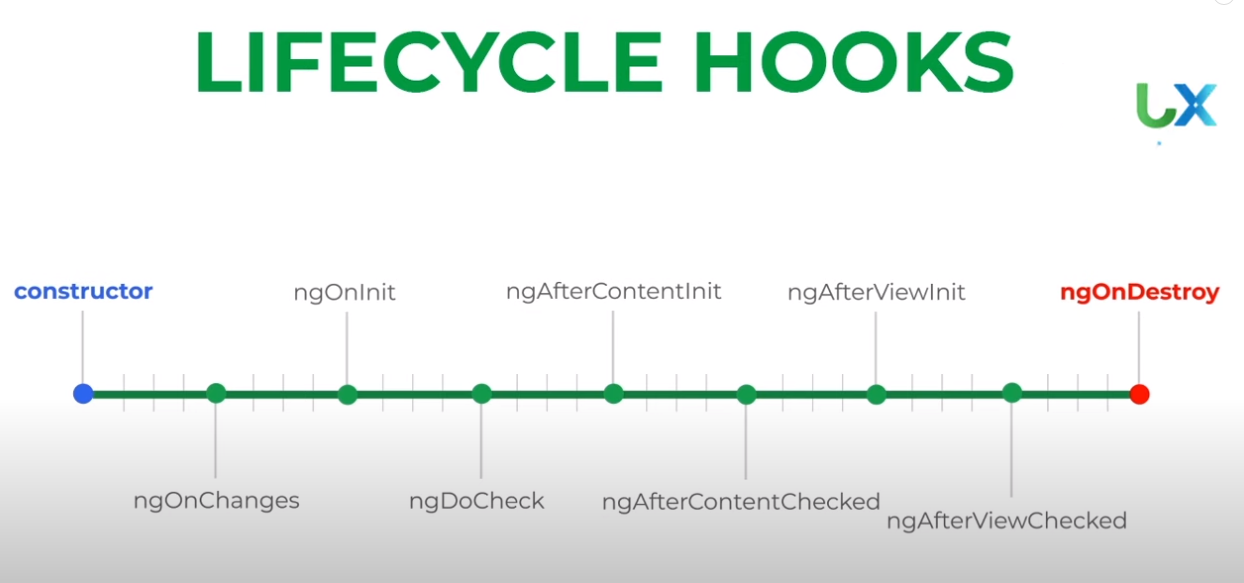 LIFECYCLE HOOKS
UX
constructor
ngOnInit
ngAfterContentInit
ngAfterViewInit
ngOnDestroy
ngOnChanges
ngDoCheck
ngAfterContentChecked
ngAfterViewChecked